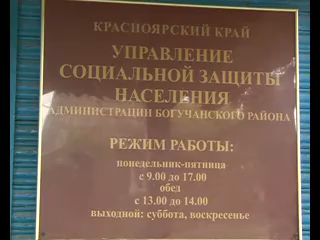 КРАСНОЯРСКИЙ КРАЙ
УПРАВЛЕНИЕ
СОЦИАЛЬНОЙ ЗАЩИТЫ
НАСЕЛЕНИЯ
АДМИНИСТРАЦИИ БОГУЧАНСКОГО РАЙОНА
РЕЖИМ РАБОТЫ:
понедельник-пятница
с 9.00 до 17.00
обед
с 13.00 до 14.00
выходной: суббота, воскресенье